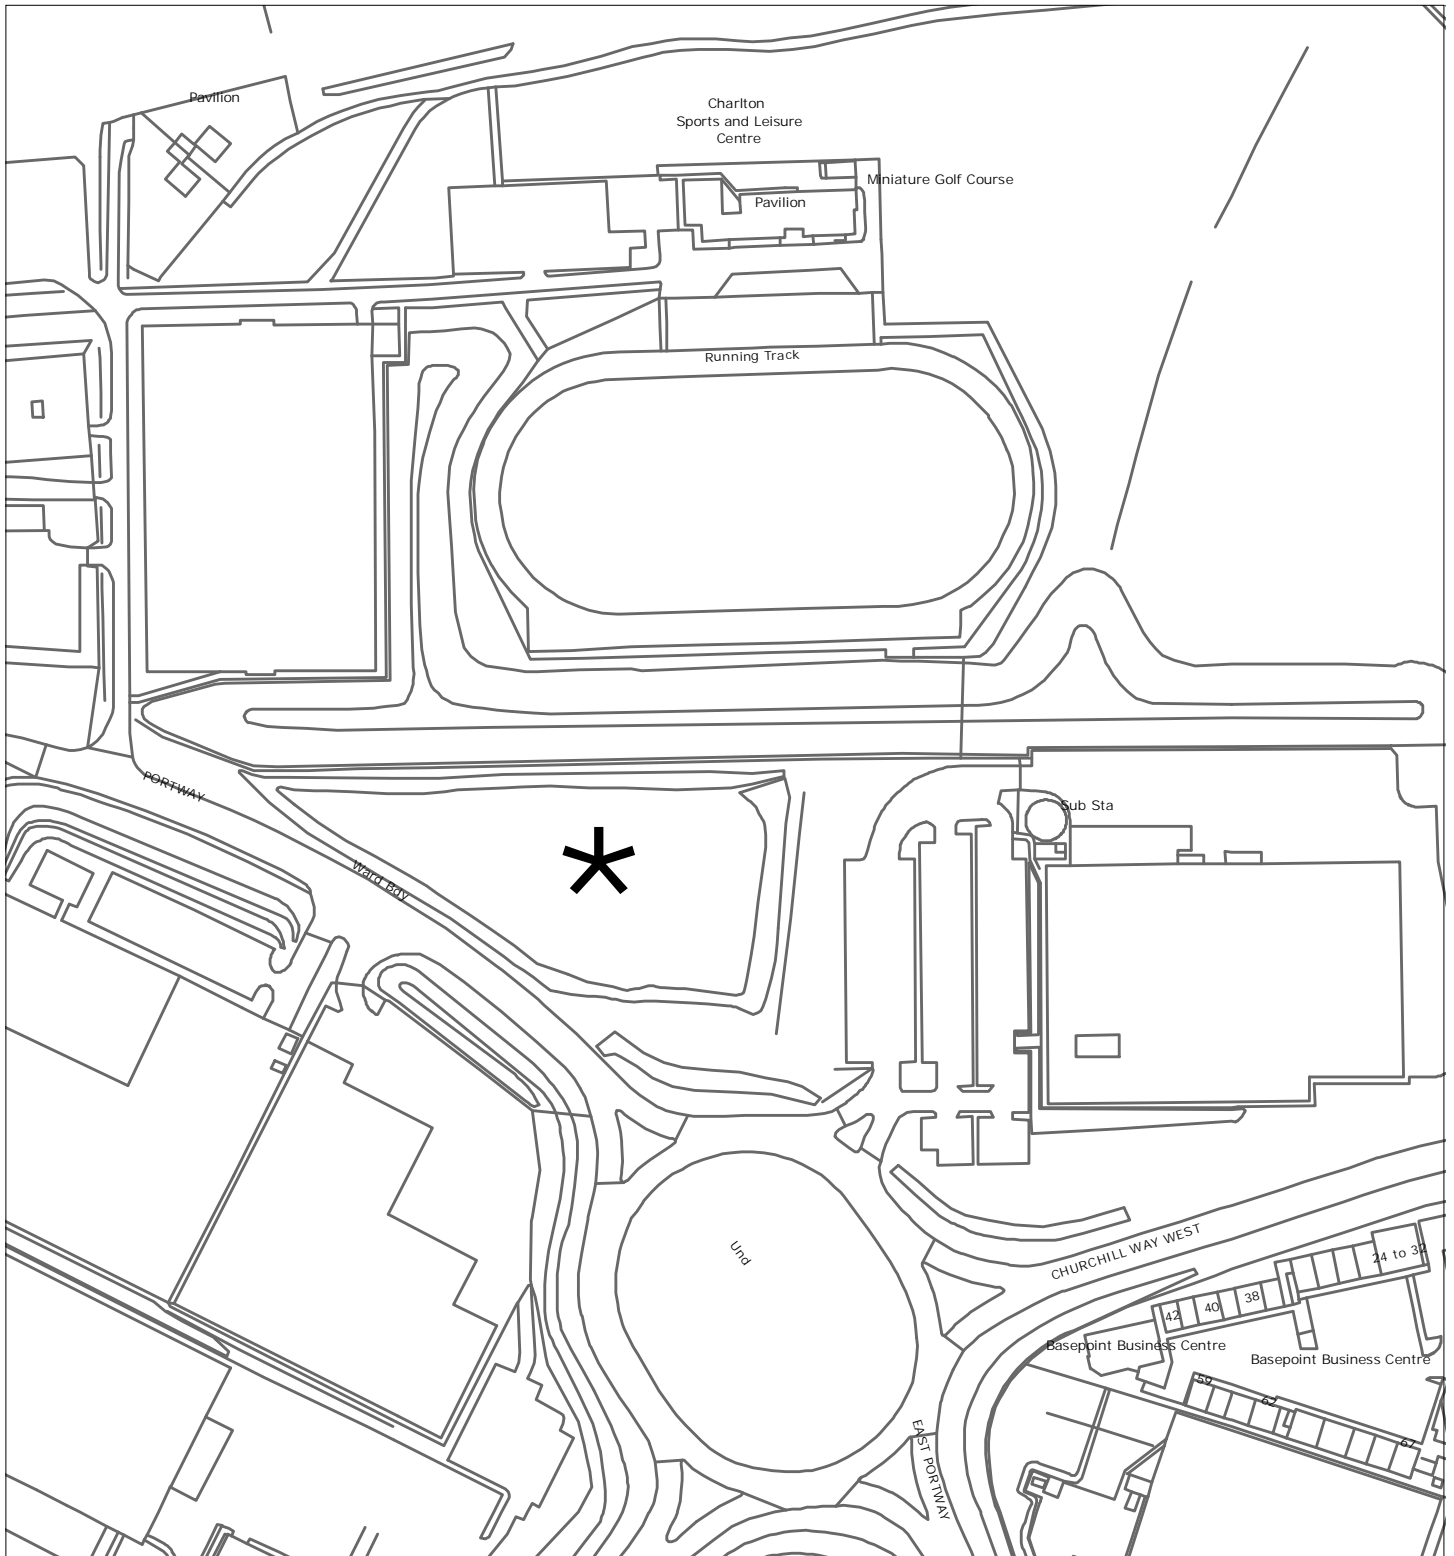 Pavilion
Charlton
Sports and Leisure
Centre
Miniature Golf Course
Pavilion
Running Track
PORTWAY
Sub Sta
Ward Bdy
Und
CHURCHILL WAY WEST
24 to 32
38
40
42
Basepoint Business Centre
Basepoint Business Centre
59
62
67
EAST PORTWAY